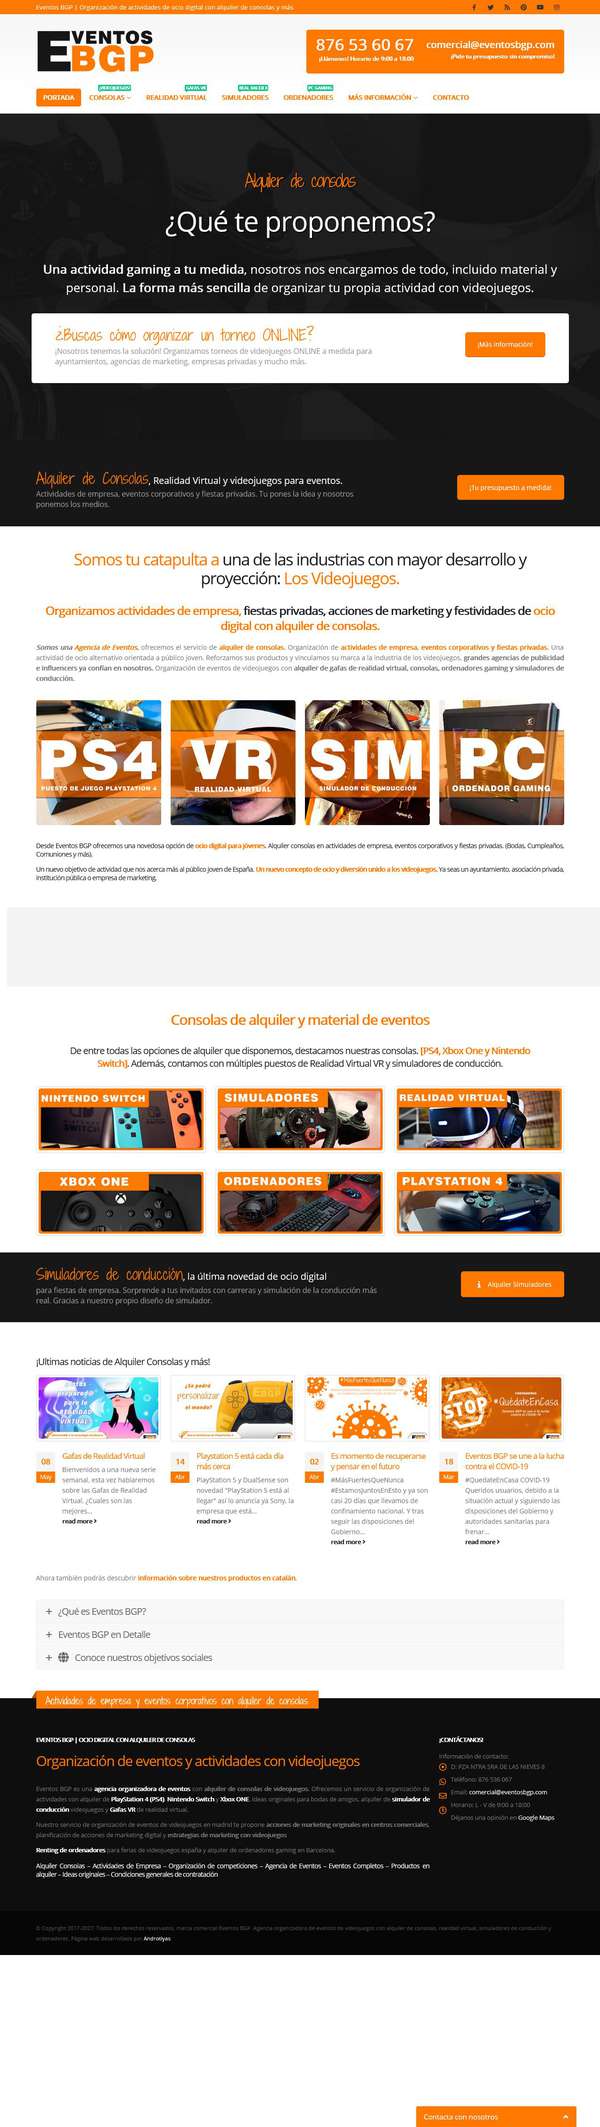 Eventos BGP | Organización de actividades de ocio digital con alquiler de consolas y más
EVENTOS
BGP
876 53 60 67
¡Llámanos! Horario de 9:00 a 18:00
comercial@eventosbgp.com
¡Pide tu presupuesto sin compromiso!
¡VIDEOJUEGOS!
GAFAS VR
REAL RACERS
PC GAMING
PORTADA
CONSOLAS
REALIDAD VIRTUAL
SIMULADORES
ORDENADORES
MÁS INFORMACIÓN
CONTACTO
Alquiler de consolas
¿Qué te proponemos?
Una actividad gaming a tu medida, nosotros nos encargamos de todo, incluido material y
personal. La forma más sencilla de organizar tu propia actividad con videojuegos.
¿Buscas cómo organizar un torneo ONLINE?
¡Nosotros tenemos la solución! Organizamos torneos de videojuegos ONLINE a medida para
ayuntamientos, agencias de marketing, empresas privadas y mucho más.
¡Más información!
Alquiler de Consolas, Realidad Virtual y videojuegos para eventos.
Actividades de empresa, eventos corporativos y fiestas privadas. Tu pones la idea y nosotros
ponemos los medios.
¡Tu presupuesto a medida!
Somos tu catapulta a una de las industrias con mayor desarrollo y
proyección: Los Videojuegos.
Organizamos actividades de empresa, fiestas privadas, acciones de marketing y festividades de ocio
digital con alquiler de consolas.
Somos una Agencia de Eventos, ofrecemos el servicio de alquiler de consolas. Organización de actividades de empresa, eventos corporativos y fiestas privadas. Una
actividad de ocio alternativo orientada a público joven. Reforzamos sus productos y vinculamos su marca a la industria de los videojuegos, grandes agencias de publicidad
e influencers ya confían en nosotros. Organización de eventos de videojuegos con alquiler de gafas de realidad virtual, consolas, ordenadores gaming y simuladores de
conducción.
PS4
PUESTO DE JUEGO PLAYSTATION 4
VR
REALIDAD VIRTUAL
SIM
SIMULADOR DE CONDUCCIÓN
PC
ORDENADOR GAMING
Desde Eventos BGP ofrecemos una novedosa opción de ocio digital para jóvenes. Alquiler consolas en actividades de empresa, eventos corporativos y fiestas privadas. (Bodas, Cumpleaños,
Comuniones y más).
Un nuevo objetivo de actividad que nos acerca más al público joven de España. Un nuevo concepto de ocio y diversión unido a los videojuegos. Ya seas un ayuntamiento, asociación privada,
institución pública o empresa de marketing.
Consolas de alquiler y material de eventos
De entre todas las opciones de alquiler que disponemos, destacamos nuestras consolas. [PS4, Xbox One y Nintendo
Switch]. Además, contamos con múltiples puestos de Realidad Virtual VR y simuladores de conducción.
NINTENDO SWITCH
SIMULADORES
REALIDAD VIRTUAL
XBOX ONE
ORDENADORES
PLAYSTATION 4
Simuladores de conducción, la última novedad de ocio digital
para fiestas de empresa. Sorprende a tus invitados con carreras y simulación de la conducción más
real. Gracias a nuestro propio diseño de simulador.
Alquiler Simuladores
¡Ultimas noticias de Alquiler Consolas y más!
¿Estás
preparado
para la
REALIDAD
VIRTUAL
¿Se podrá
personalizar
el mando?
#MásFuertesQueNunca
STOP
#QuédateEnCasa
08
May
Gafas de Realidad Virtual
Bienvenidos a una nueva serie
semanal, esta vez hablaremos
sobre las Gafas de Realidad
Virtual. ¿Cuales son las
mejores...
read more
14
Abr
Playstation 5 está cada día
más cerca
PlayStation 5 y DualSense son
novedad "PlayStation 5 está al
llegar" así lo anuncia ya Sony, la
empresa que está...
read more
02
Abr
Es momento de recuperarse
y pensar en el futuro
#MásFuertesQueNunca
#EstamosJuntosEnEsto y ya son
casi 20 días que llevamos de
confinamiento nacional. Y tras
seguir las disposiciones del
Gobierno...
read more
18
Mar
Eventos BGP se une a la lucha
contra el COVID-19
#QuedateEnCasa COVID-19
Queridos usuarios, debido a la
situación actual y siguiendo las
disposiciones del Gobierno y
autoridades sanitarias para
frenar...
read more
Ahora también podrás descubrir información sobre nuestros productos en catalán.
¿Qué es Eventos BGP?
Eventos BGP en Detalle
Conoce nuestros objetivos sociales
Actividades de empresa y eventos corporativos con alquiler de consolas
EVENTOS BGP | OCIO DIGITAL CON ALQUILER DE CONSOLAS
Organización de eventos y actividades con videojuegos
Eventos BGP es una agencia organizadora de eventos con alquiler de consolas de videojuegos. Ofrecemos un servicio de organización de
actividades con alquiler de PlayStation 4 (PS4), Nintendo Switch y Xbox ONE. Ideas originales para bodas de amigos, alquiler de simulador de
conducción videojuegos y Gafas VR de realidad virtual.
Nuestro servicio de organización de eventos de videojuegos en madrid te propone acciones de marketing originales en centros comerciales,
planificación de acciones de marketing digital y estrategias de marketing con videojuegos
Renting de ordenadores para ferias de videojuegos españa y alquiler de ordenadores gaming en Barcelona.
Alquiler Consolas – Actividades de Empresa – Organización de competiciones – Agencia de Eventos – Eventos Completos – Productos en
alquiler – Ideas originales – Condiciones generales de contratación
¡CONTÁCTANOS!
Información de contacto:
D: PZA NTRA SRA DE LAS NIEVES 8
Teléfono: 876 536 067
Email: comercial@eventosbgp.com
Horario: L - V de 9:00 a 18:00
Déjanos una opinión en Google Maps
© Copyright 2017-2027. Todos los derechos reservados, marca comercial Eventos BGP. Agencia organizadora de eventos de videojuegos con alquiler de consolas, realidad virtual, simuladores de conducción y
ordenadores. Página web desarrollada por Androtiyas
Contacta con nosotros